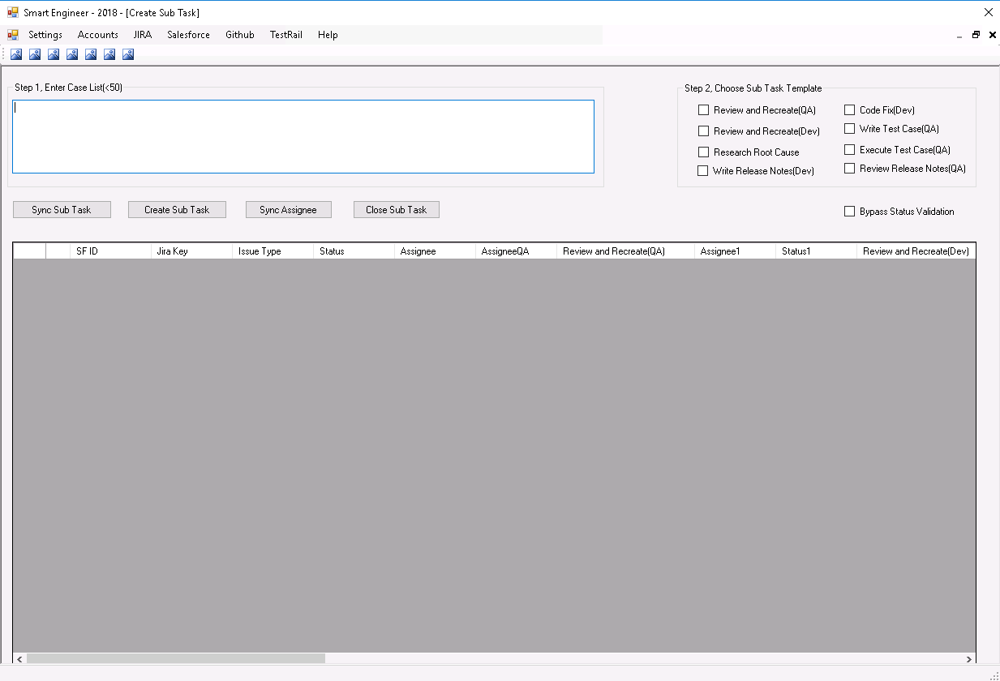 Smart Engineer - 2018 - [Create Sub Task]
Settings Accounts JIRA Salesforce Github TestRail Help
Step 1, Enter Case List(<50)
Step 2, Choose Sub Task Template
Review and Recreate(QA) Code Fix(Dev)
Review and Recreate(Dev) Write Test Case(QA)
Research Root Cause Execute Test Case(QA)
Write Release Notes(Dev) Review Release Notes(QA)
Sync Sub Task Create Sub Task Sync Assignee Close Sub Task Bypass Status Validation
SF ID Jira Key Issue Type Status Assignee AssigneeQA Review and Recreate(QA) Assignee1 Status1 Review and Recreate(Dev)